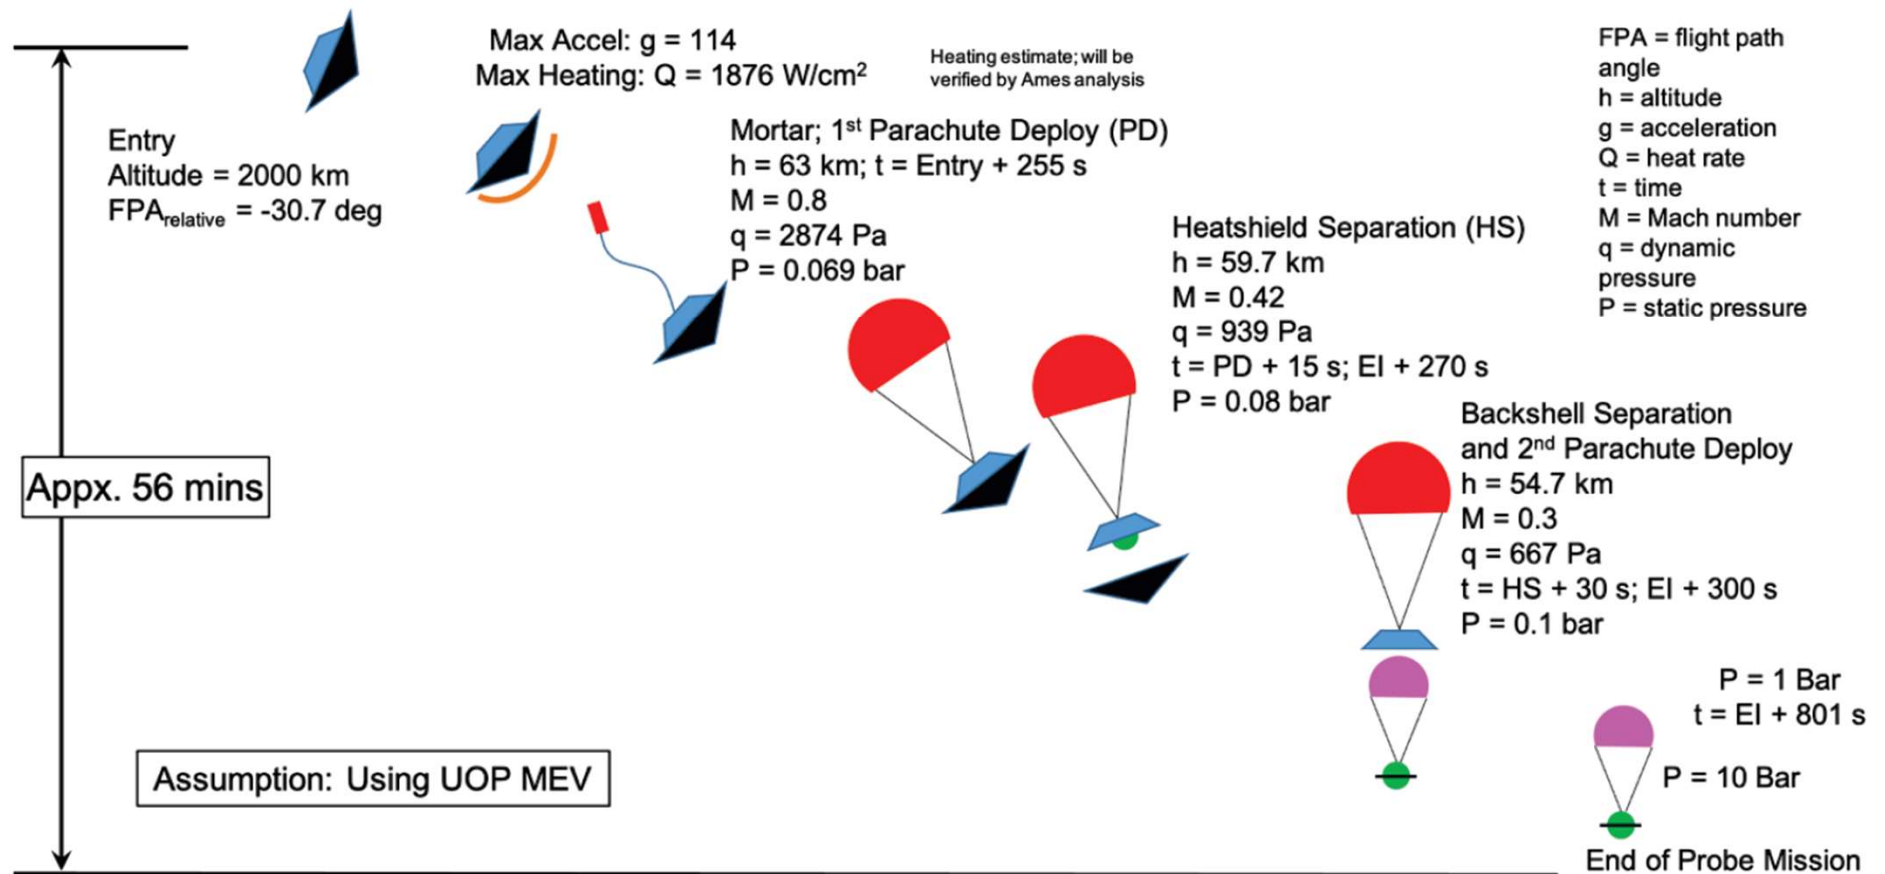 Max Accel: g = 114
Max Heating: Q = 1876 W/cm²
Heating estimate; will be
verified by Ames analysis
FPA = flight path
angle
h = altitude
g = acceleration
Q = heat rate
t = time
M = Mach number
q = dynamic
pressure
P = static pressure
Entry
Altitude = 2000 km
FPArelative = -30.7 deg
Mortar; 1st Parachute Deploy (PD)
h = 63 km; t = Entry + 255 s
M = 0.8
q = 2874 Pa
P = 0.069 bar
Heatshield Separation (HS)
h = 59.7 km
M = 0.42
q = 939 Pa
t = PD + 15 s; EI + 270 s
P = 0.08 bar
Backshell Separation
and 2nd Parachute Deploy
h = 54.7 km
M = 0.3
q = 667 Pa
t = HS + 30 s; EI + 300 s
P = 0.1 bar
Appx. 56 mins
P = 1 Bar
t = EI + 801 s
P = 10 Bar
Assumption: Using UOP MEV
End of Probe Mission